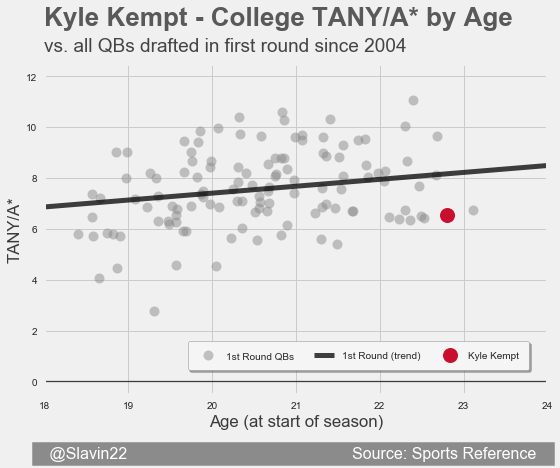 Kyle Kempt - College TANY/A* by Age
vs. all QBs drafted in first round since 2004
TANY/A*
12
10
8
6
4
2
0
1st Round QBs
1st Round (trend)
Kyle Kempt
18
19
20
21
22
23
24
Age (at start of season)
@Slavin22
Source: Sports Reference